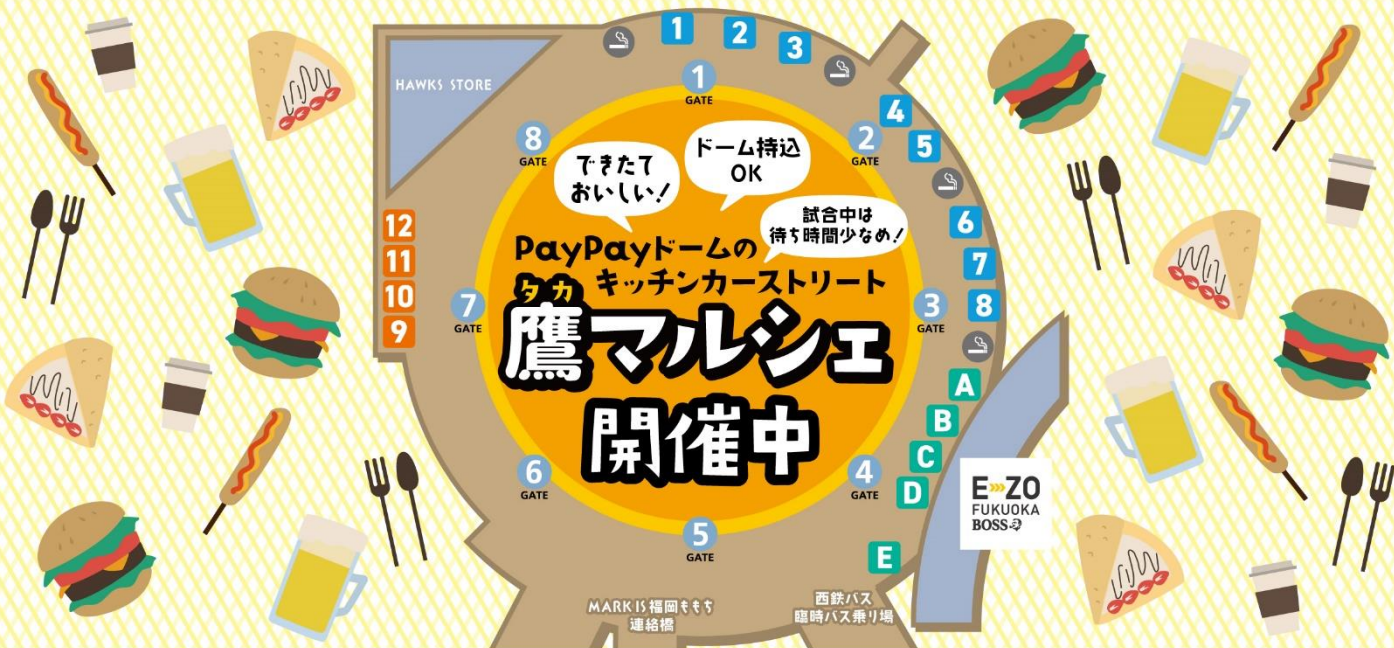 HAWKS STORE
1
2
3
4
5
6
7
8
A
B
C
D
E
12
11
10
9
1
GATE
2
GATE
3
GATE
4
GATE
5
GATE
6
GATE
7
GATE
8
GATE
できたて
おいしい!
ドーム持込
OK
試合中は
待ち時間少なめ!
PayPayドームの
キッチンカーストリート
タカ
鷹マルシェ
開催中
E>>>ZO
FUKUOKA
BOSS
MARK IS 福岡ももち
連絡橋
西鉄バス
臨時バス乗り場